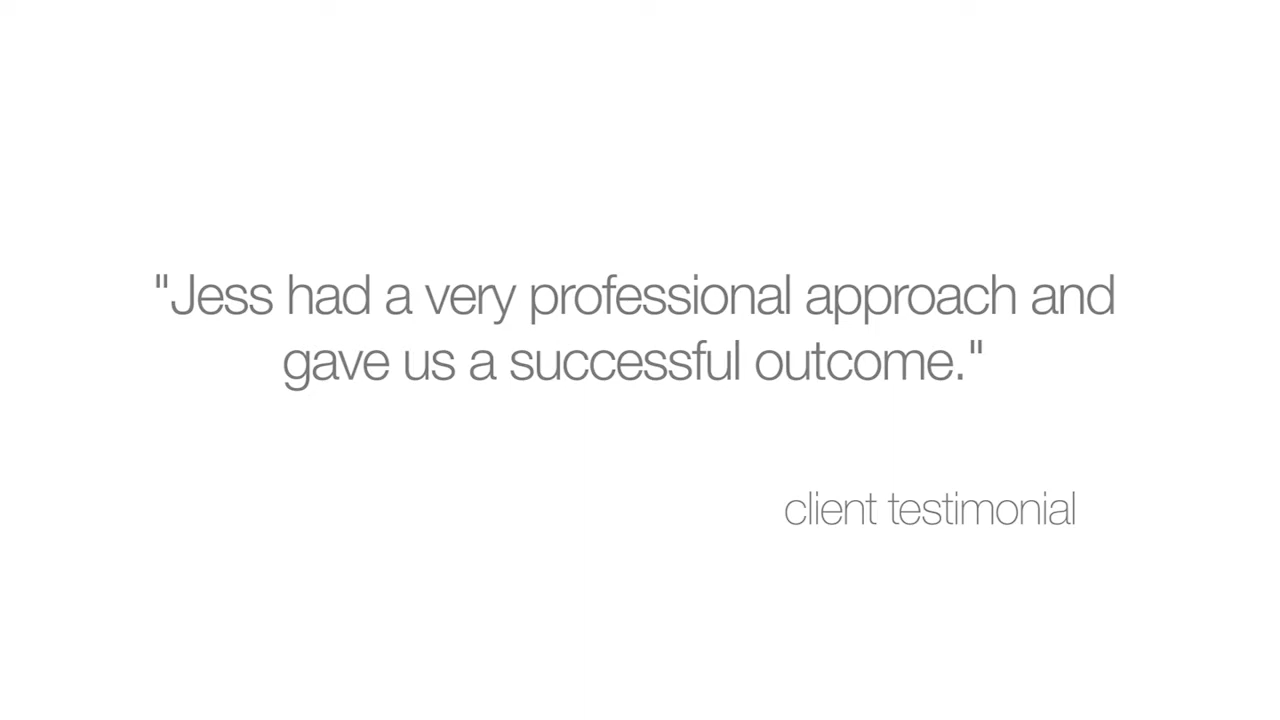 "Jess had a very professional approach and
gave us a successful outcome."
client testimonial